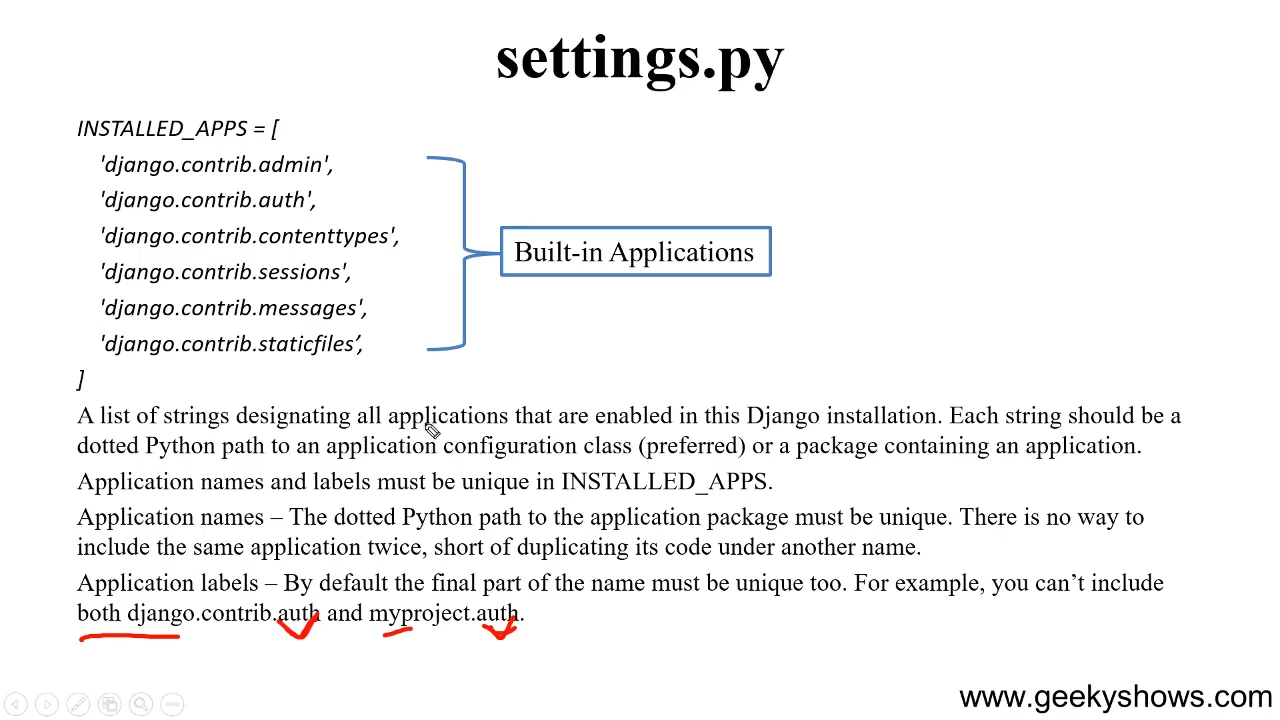 settings.py
INSTALLED_APPS = [
'django.contrib.admin',
'django.contrib.auth',
'django.contrib.contenttypes',
'django.contrib.sessions',
'django.contrib.messages',
'django.contrib.staticfiles’,
]
Built-in Applications
A list of strings designating all applications that are enabled in this Django installation. Each string should be a
dotted Python path to an application configuration class (preferred) or a package containing an application.
Application names and labels must be unique in INSTALLED_APPS.
Application names – The dotted Python path to the application package must be unique. There is no way to
include the same application twice, short of duplicating its code under another name.
Application labels – By default the final part of the name must be unique too. For example, you can’t include
both django.contrib.auth and myproject.auth.
www.geekyshows.com